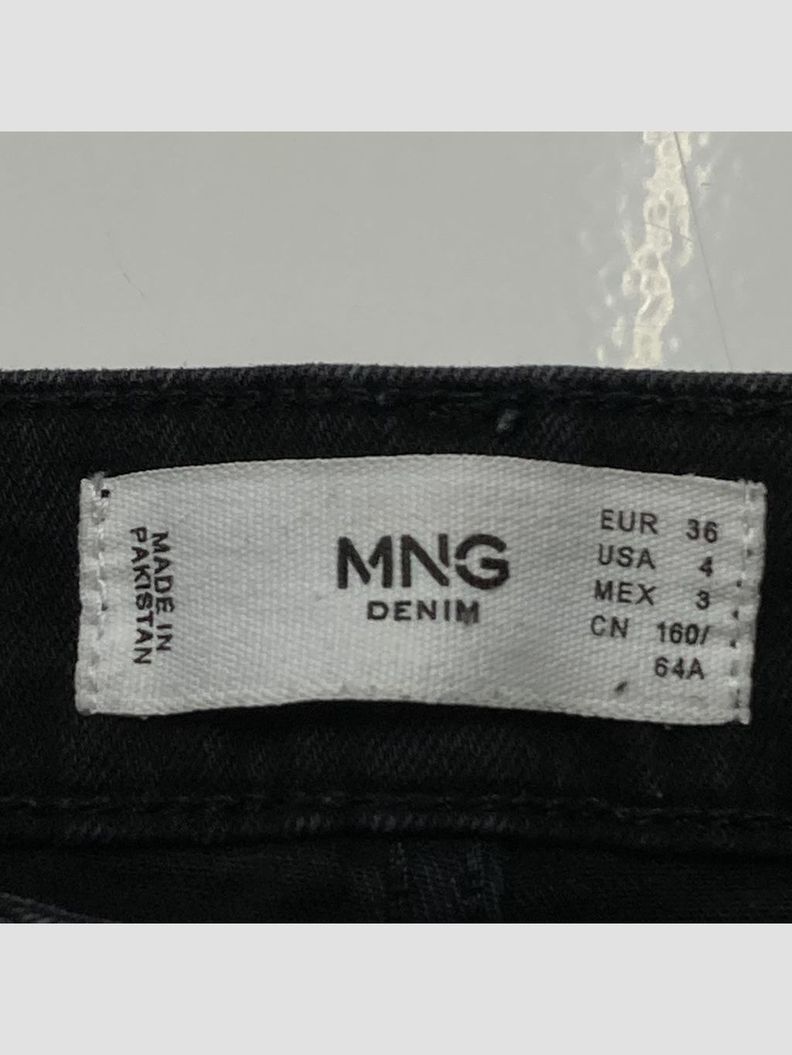 MADE IN
PAKISTAN
MNG
DENIM
EUR 36
USA 4
MEX 3
CN 160/
64A